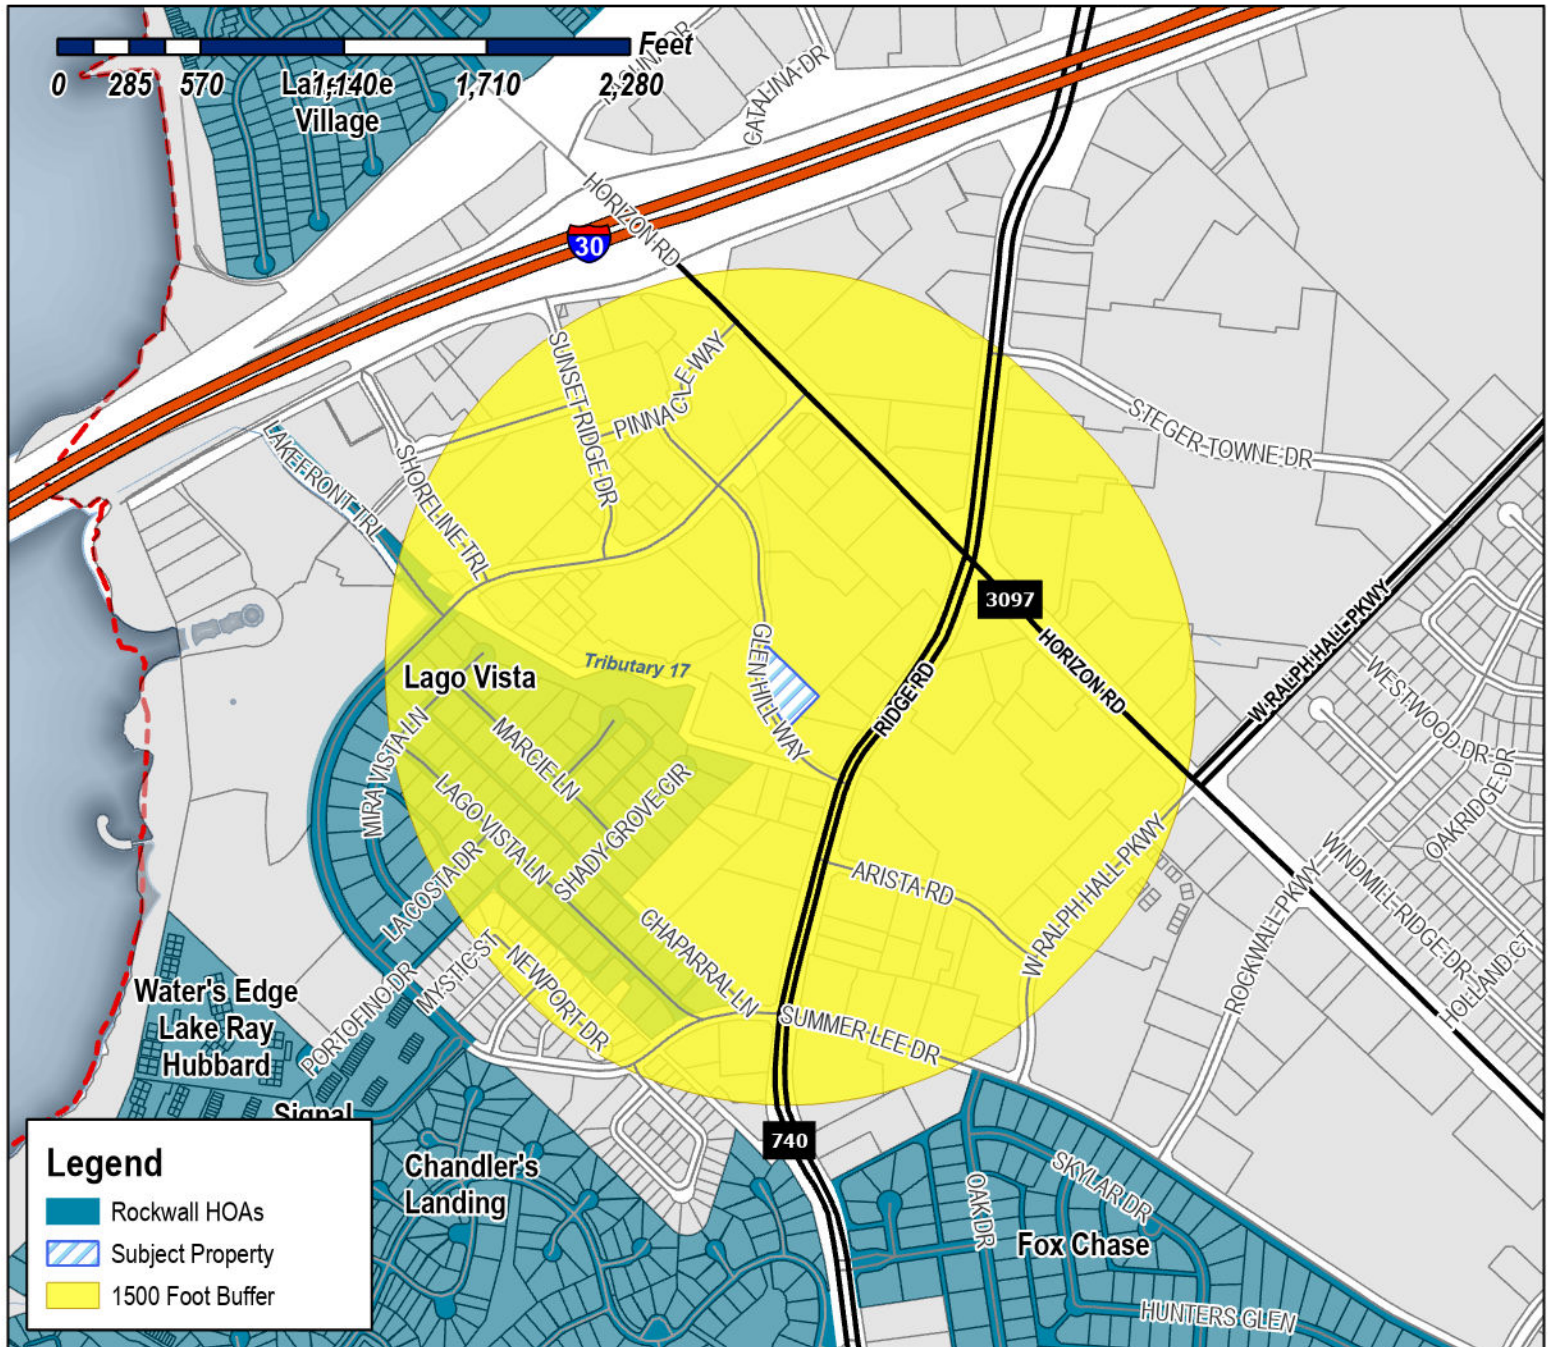 Feet
0 285 570 1,140 1,710 2,280
Village
CATALINA DR
HORIZON RD
30
SUNSET RIDGE DR
PINNACLE WAY
STEGER TOWNE DR
LAKEFRONT TRL
SHORELINE TRL
3097
HORIZON RD
W RALPH HALL PKWY
GLEN HILL WAY
Tributary 17
Lago Vista
RIDGE RD
WESTWOOD DR
OAKRIDGE DR
MIRA VISTA LN
MARCIE LN
LAGO VISTA LN
SHADY GROVE CIR
LA COSTA DR
ARISTA RD
W RALPH HALL PKWY
WINDMILL RIDGE DR
HOLLAND CT
ROCKWALL PKWY
CHAPARRAL LN
MYSTIC ST
NEWPORT DR
PORTOFINO DR
SUMMER LEE DR
Water's Edge
Lake Ray
Hubbard
Signal
740
Chandler's
Landing
OAK DR
SKYLAR DR
Fox Chase
HUNTERS GLEN
Legend
Rockwall HOAs
Subject Property
1500 Foot Buffer